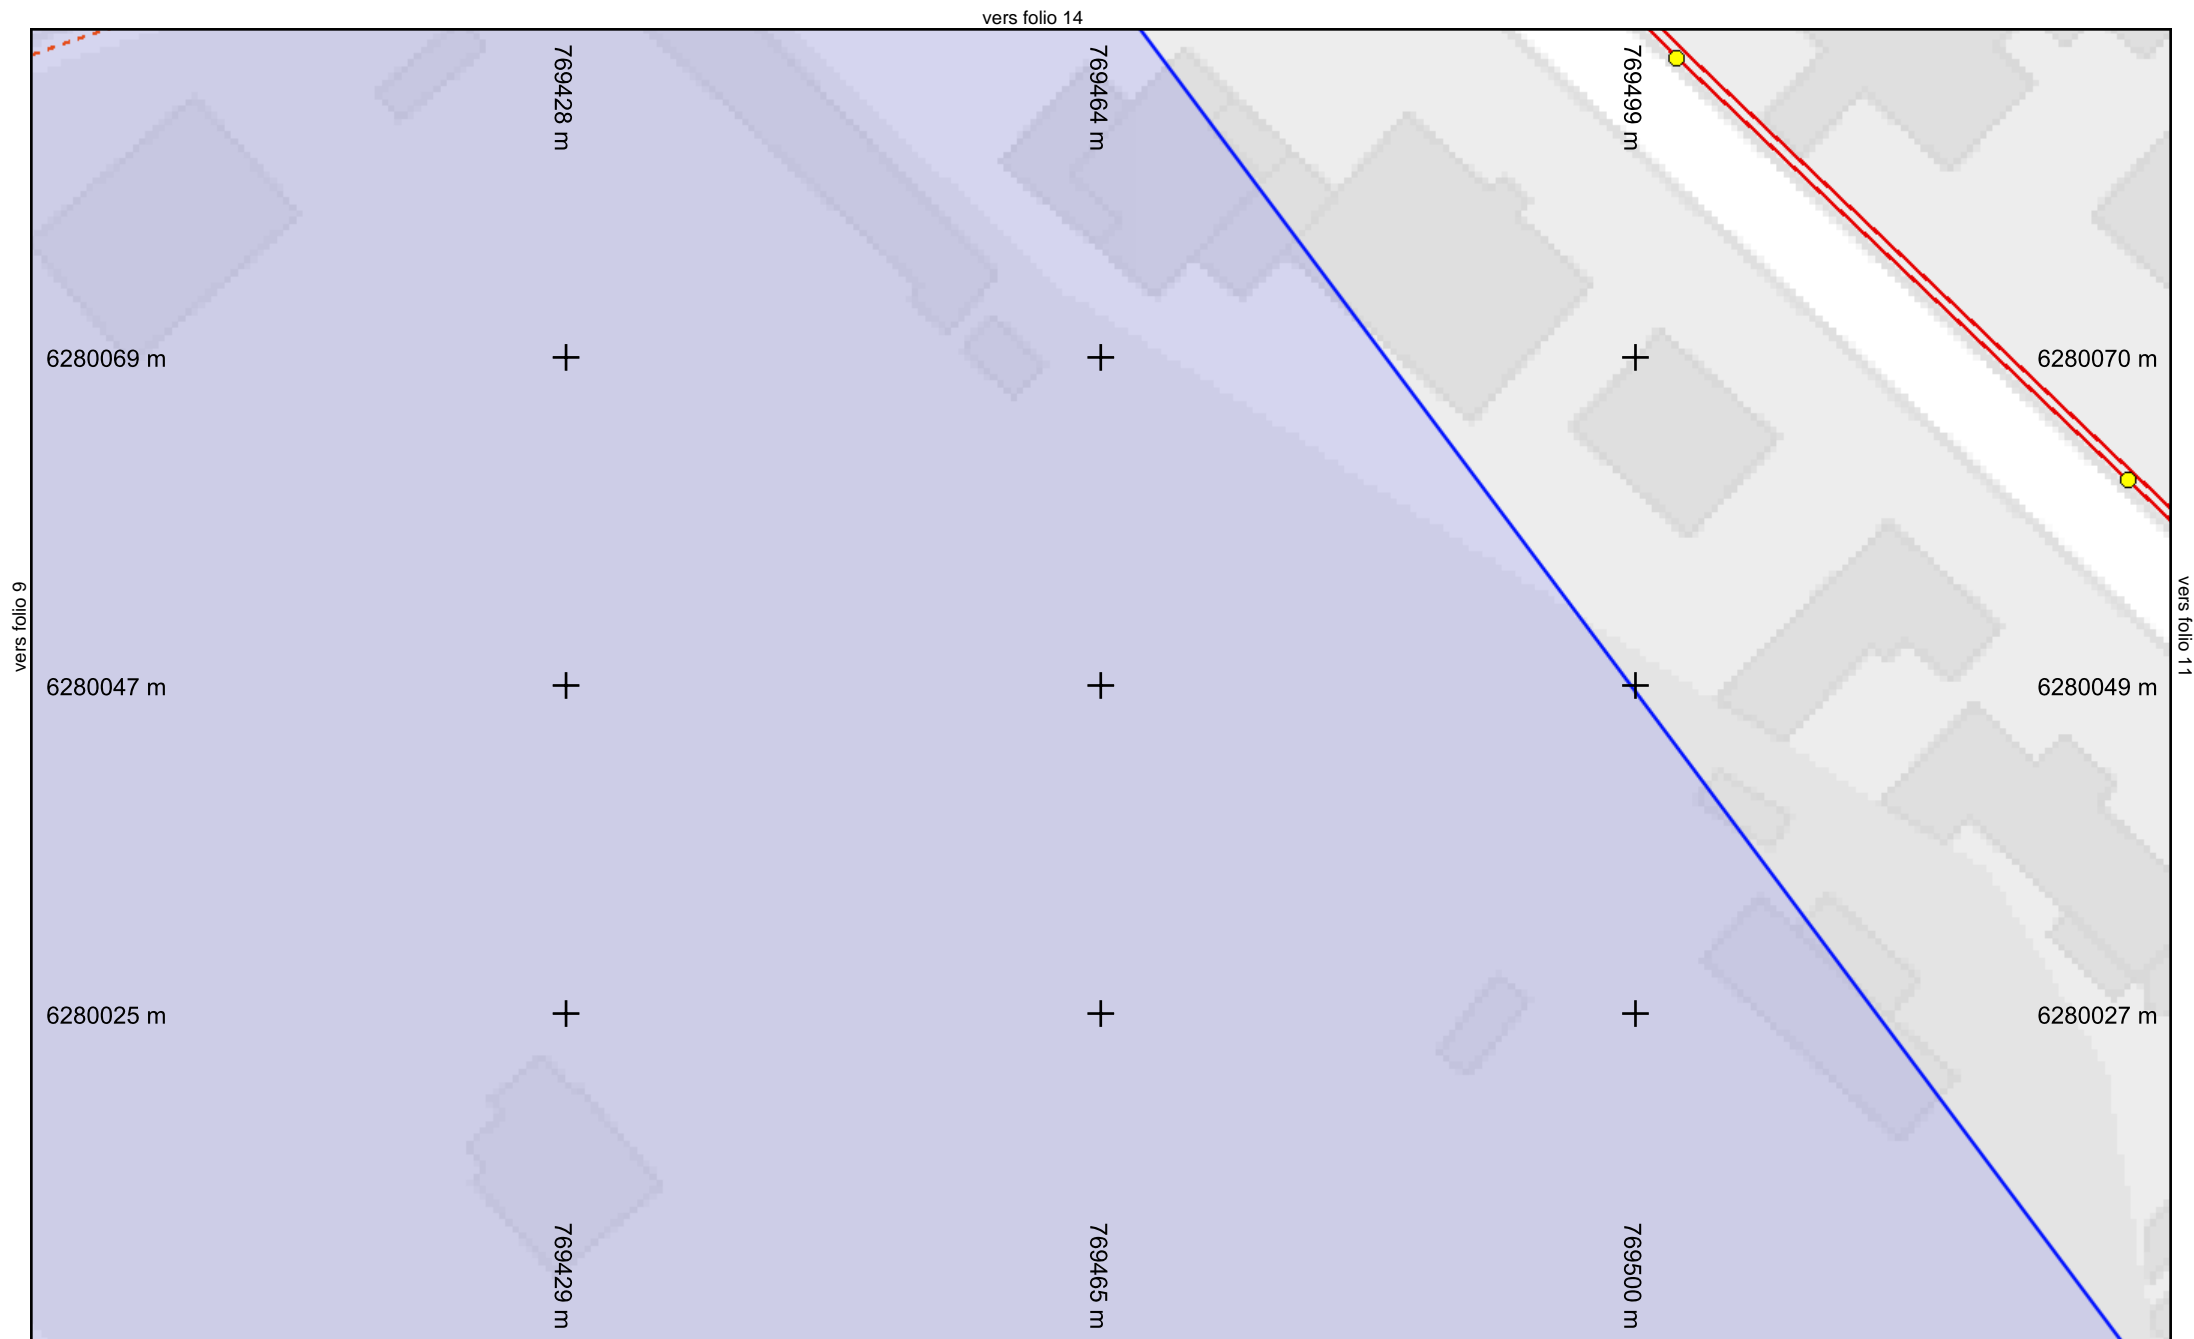 vers folio 14
769428 m
769464 m
769499 m
6280069 m
6280070 m
vers folio 9
vers folio 11
6280047 m
6280049 m
6280025 m
6280027 m
769429 m
769465 m
769500 m